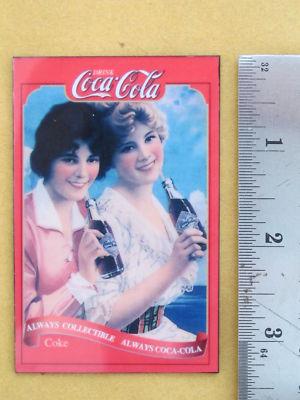 DRINK
Coca-Cola
ALWAYS COLLECTIBLE ALWAYS COCA-COLA
Coke
32
1
2
3
64